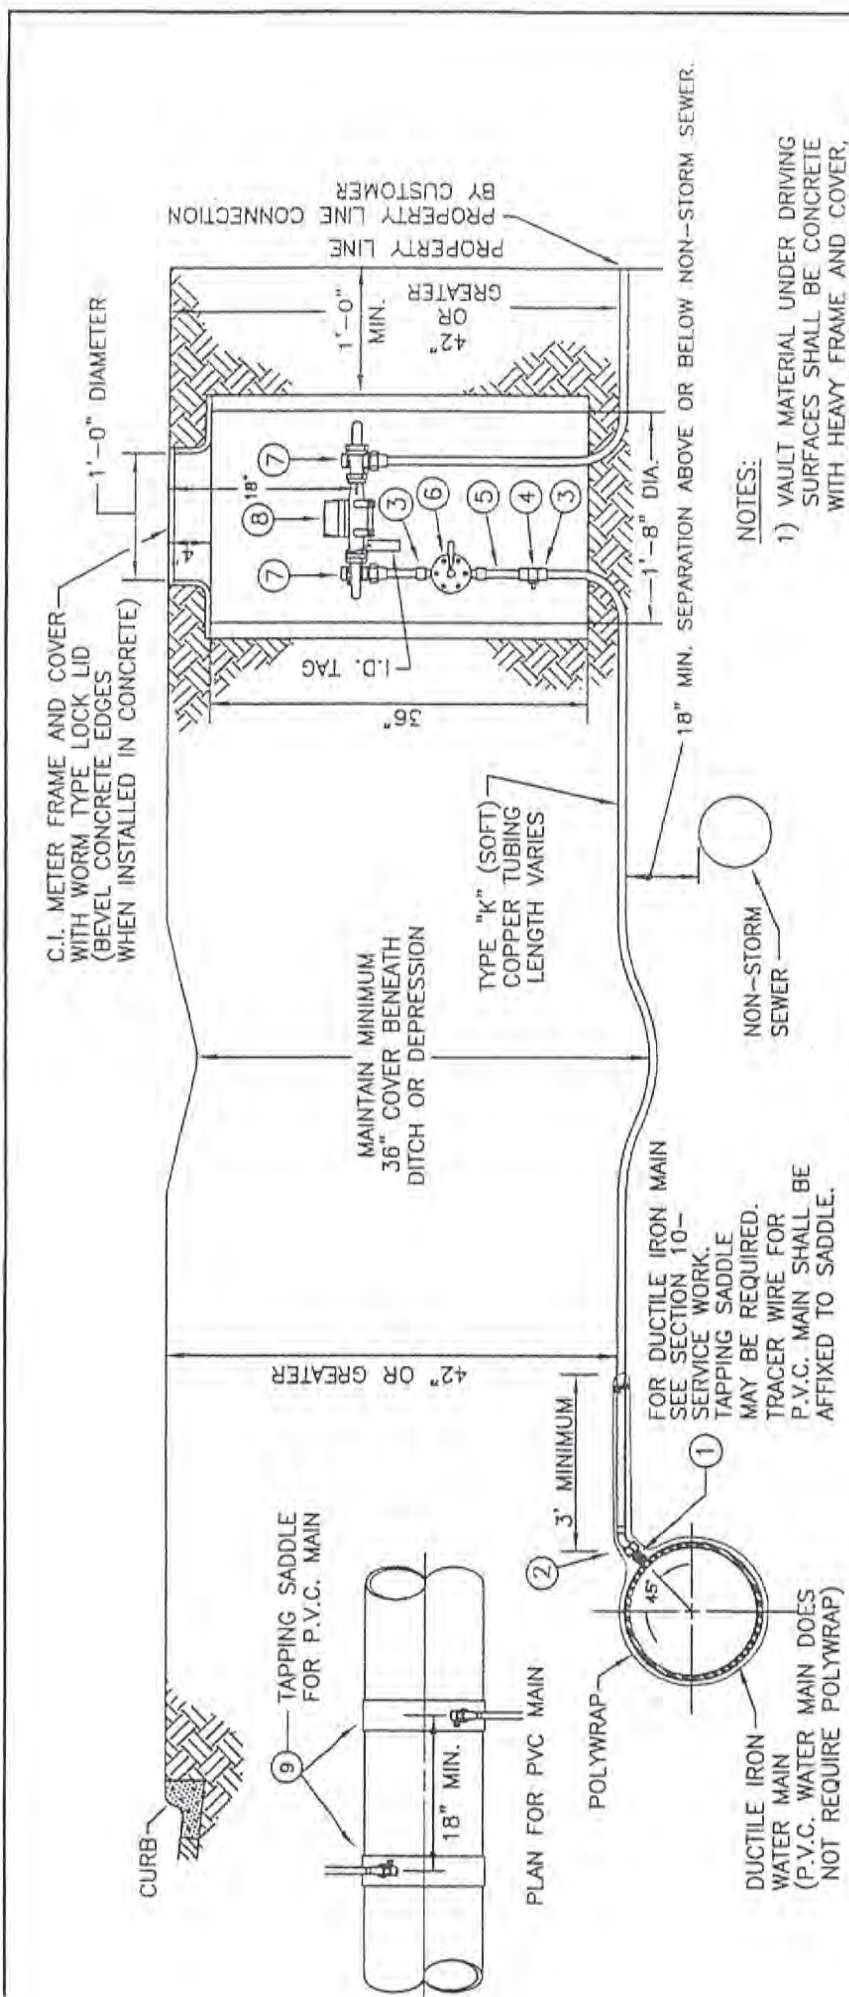 C.I. METER FRAME AND COVER
WITH WORM TYPE LOCK LID
(BEVEL CONCRETE EDGES
WHEN INSTALLED IN CONCRETE)
1'-0" DIAMETER
CURB
9
TAPPING SADDLE
FOR P.V.C. MAIN
18" MIN.
PLAN FOR PVC MAIN
42" OR GREATER
MAINTAIN MINIMUM
36" COVER BENEATH
DITCH OR DEPRESSION
36"
I.D. TAG
4"
18"
7
8
7
3
6
5
4
3
1'-0"
MIN.
42"
OR
GREATER
PROPERTY LINE
PROPERTY LINE CONNECTION
BY CUSTOMER
1'-8" DIA.
TYPE "K" (SOFT)
COPPER TUBING
LENGTH VARIES
3' MINIMUM
2
1
45°
POLYWRAP
DUCTILE IRON
WATER MAIN
(P.V.C. WATER MAIN DOES
NOT REQUIRE POLYWRAP)
FOR DUCTILE IRON MAIN
SEE SECTION 10-
SERVICE WORK.
TAPPING SADDLE
MAY BE REQUIRED.
TRACER WIRE FOR
P.V.C. MAIN SHALL BE
AFFIXED TO SADDLE.
NON-STORM
SEWER
18" MIN. SEPARATION ABOVE OR BELOW NON-STORM SEWER.
NOTES:
1) VAULT MATERIAL UNDER DRIVING
SURFACES SHALL BE CONCRETE
WITH HEAVY FRAME AND COVER,